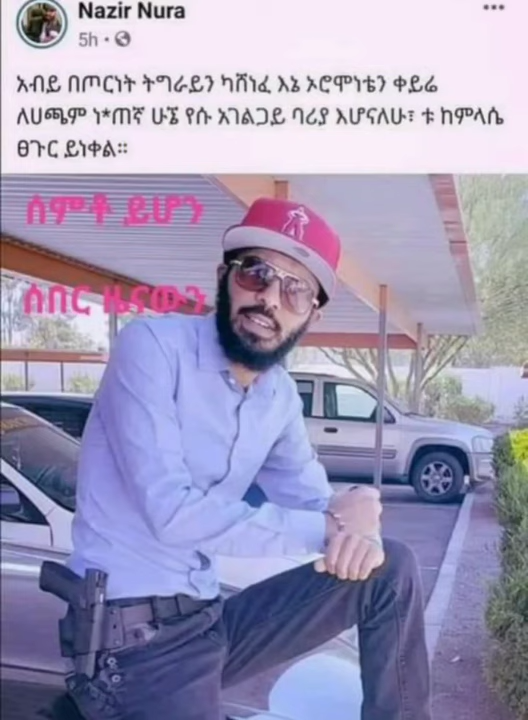 Nazir Nura
5h
አብይ በጦርነት ትግራይን ካሸነፈ እኔ ኦሮሞነቴን ቀይሬ
ለሀጫም ነ*ጠኛ ሁኜ የሱ አገልጋይ ባሪያ እሆናለሁ፣ ቱ ከምላሴ
ፀጉር ይነቀል።
ሰምቶ ይሆን
ሰበር ዜናውን